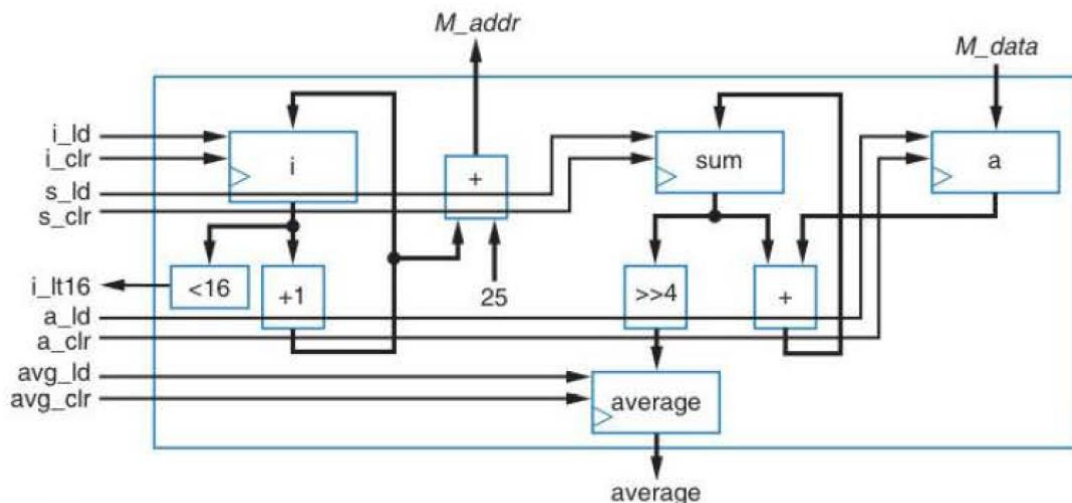 M_addr
M_data
i_ld
i_clr
s_ld
s_clr
i
+
sum
a
i_lt16
<16
+1
25
>>4
+
a_ld
a_clr
avg_ld
avg_clr
average
average